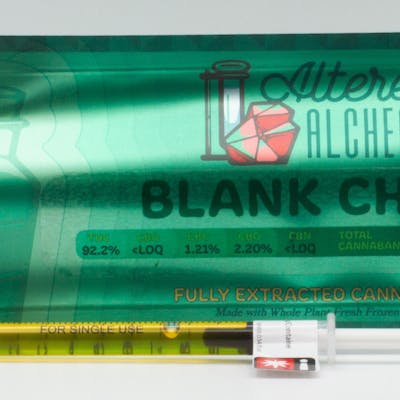 Altere
ALCHE
BLANK CH
THC CBD CBC CBG CBN TOTAL
92.2% <LOQ 1.21% 2.20% <LOQ CANNABAN
FULLY EXTRACTED CANN
Made with Whole Plant Fresh Frozen
FOR SINGLE USE